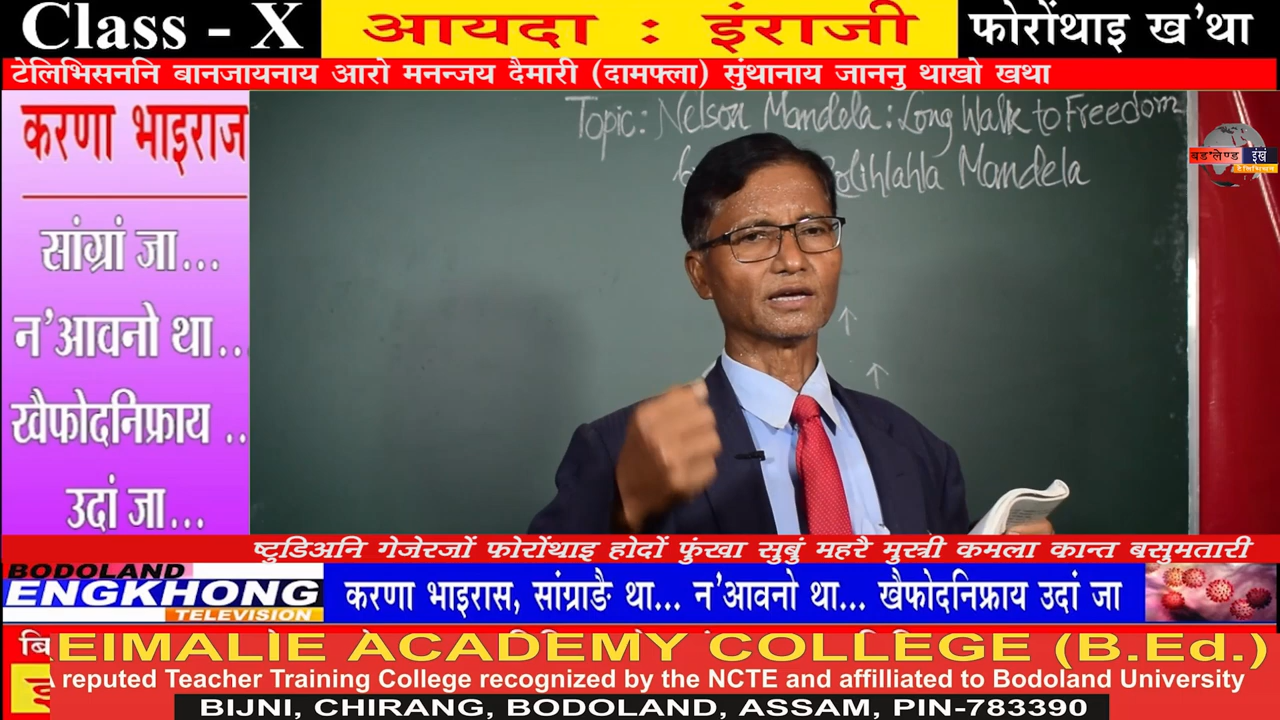 Class - X
आयदा : इंराजी
फोरोंथाइ ख'था
टेलिभिसननि बानजायनाय आरो मनन्जय दैमारी (दामफ्ला) सुंथानाय जाननु थाखो खथा
करणा भाइराज
सांग्रां जा...
न'आवनो था...
खैफोदनिफ्राय ..
उदां जा...
Topic: Nelson Mandela: Long Walk to Freedom
Rolihlahla Mandela
बड'लेण्ड इंखं
टेलिभिसन
ष्टुडिअनि गेजेरजों फोरोंथाइ होदों फुंखा सुबुं महरै मुस्त्री कमला कान्त बसुमतारी
BODOLAND
ENGKHONG
TELEVISION
करणा भाइरास, सांग्राङै था... न'आवनो था... खैफोदनिफ्राय उदां जा
EIMALIE ACADEMY COLLEGE (B.Ed.)
A reputed Teacher Training College recognized by the NCTE and affilliated to Bodoland University
BIJNI, CHIRANG, BODOLAND, ASSAM, PIN-783390